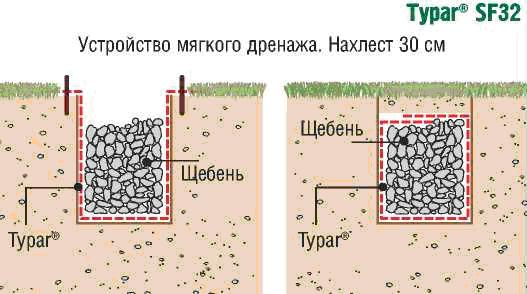 Typar® SF32
Устройство мягкого дренажа. Нахлест 30 см
Щебень
Typar®
Щебень
Typar®